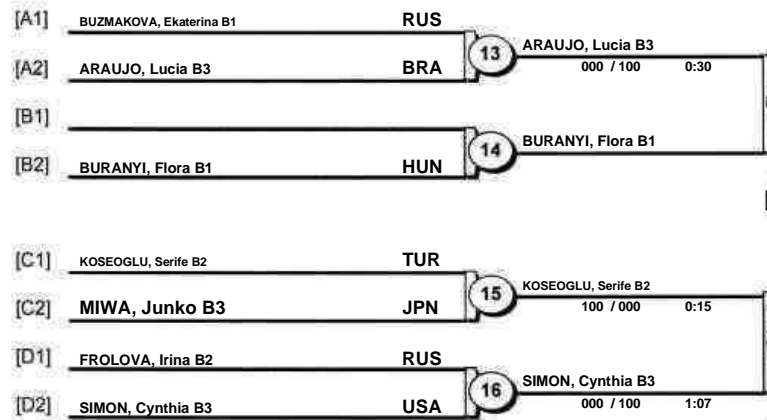 [A1] BUZMAKOVA, Ekaterina B1 RUS
13 ARAUJO, Lucia B3
[A2] ARAUJO, Lucia B3 BRA 000 / 100 0:30
[B1]
14 BURANYI, Flora B1
[B2] BURANYI, Flora B1 HUN
[C1] KOSEOGLU, Serife B2 TUR
15 KOSEOGLU, Serife B2
[C2] MIWA, Junko B3 JPN 100 / 000 0:15
[D1] FROLOVA, Irina B2 RUS
16 SIMON, Cynthia B3
[D2] SIMON, Cynthia B3 USA 000 / 100 1:07